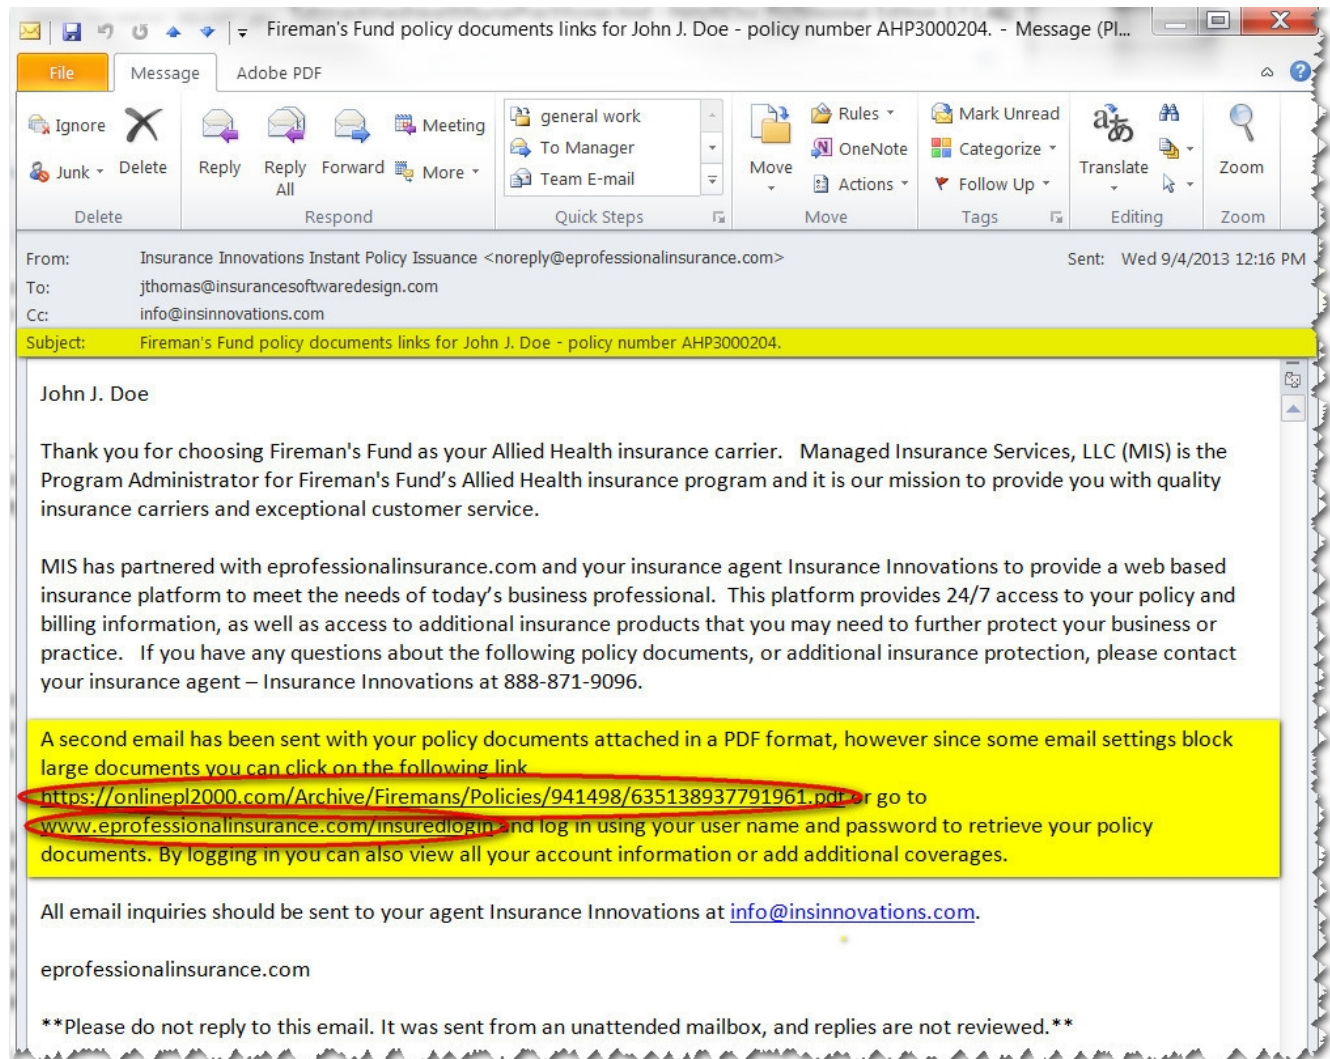 Fireman's Fund policy documents links for John J. Doe - policy number AHP3000204. - Message (Pl...
File Message Adobe PDF
Ignore
Junk
Delete
Reply
Reply All
Forward
Meeting
More
general work
To Manager
Team E-mail
Move
Rules
OneNote
Actions
Mark Unread
Categorize
Follow Up
Translate
Zoom
Delete Respond Quick Steps Move Tags Editing Zoom
From: Insurance Innovations Instant Policy Issuance <noreply@eprofessionalinsurance.com> Sent: Wed 9/4/2013 12:16 PM
To: jthomas@insurancesoftwaredesign.com
Cc: info@insinnovations.com
Subject: Fireman's Fund policy documents links for John J. Doe - policy number AHP3000204.
John J. Doe
Thank you for choosing Fireman's Fund as your Allied Health insurance carrier. Managed Insurance Services, LLC (MIS) is the
Program Administrator for Fireman's Fund’s Allied Health insurance program and it is our mission to provide you with quality
insurance carriers and exceptional customer service.
MIS has partnered with eprofessionalinsurance.com and your insurance agent Insurance Innovations to provide a web based
insurance platform to meet the needs of today’s business professional. This platform provides 24/7 access to your policy and
billing information, as well as access to additional insurance products that you may need to further protect your business or
practice. If you have any questions about the following policy documents, or additional insurance protection, please contact
your insurance agent – Insurance Innovations at 888-871-9096.
A second email has been sent with your policy documents attached in a PDF format, however since some email settings block
large documents you can click on the following link
https://onlinepl2000.com/Archive/Firemans/Policies/941498/635138937791961.pdf or go to
www.eprofessionalinsurance.com/insuredlogin and log in using your user name and password to retrieve your policy
documents. By logging in you can also view all your account information or add additional coverages.
All email inquiries should be sent to your agent Insurance Innovations at info@insinnovations.com.
eprofessionalinsurance.com
**Please do not reply to this email. It was sent from an unattended mailbox, and replies are not reviewed.**